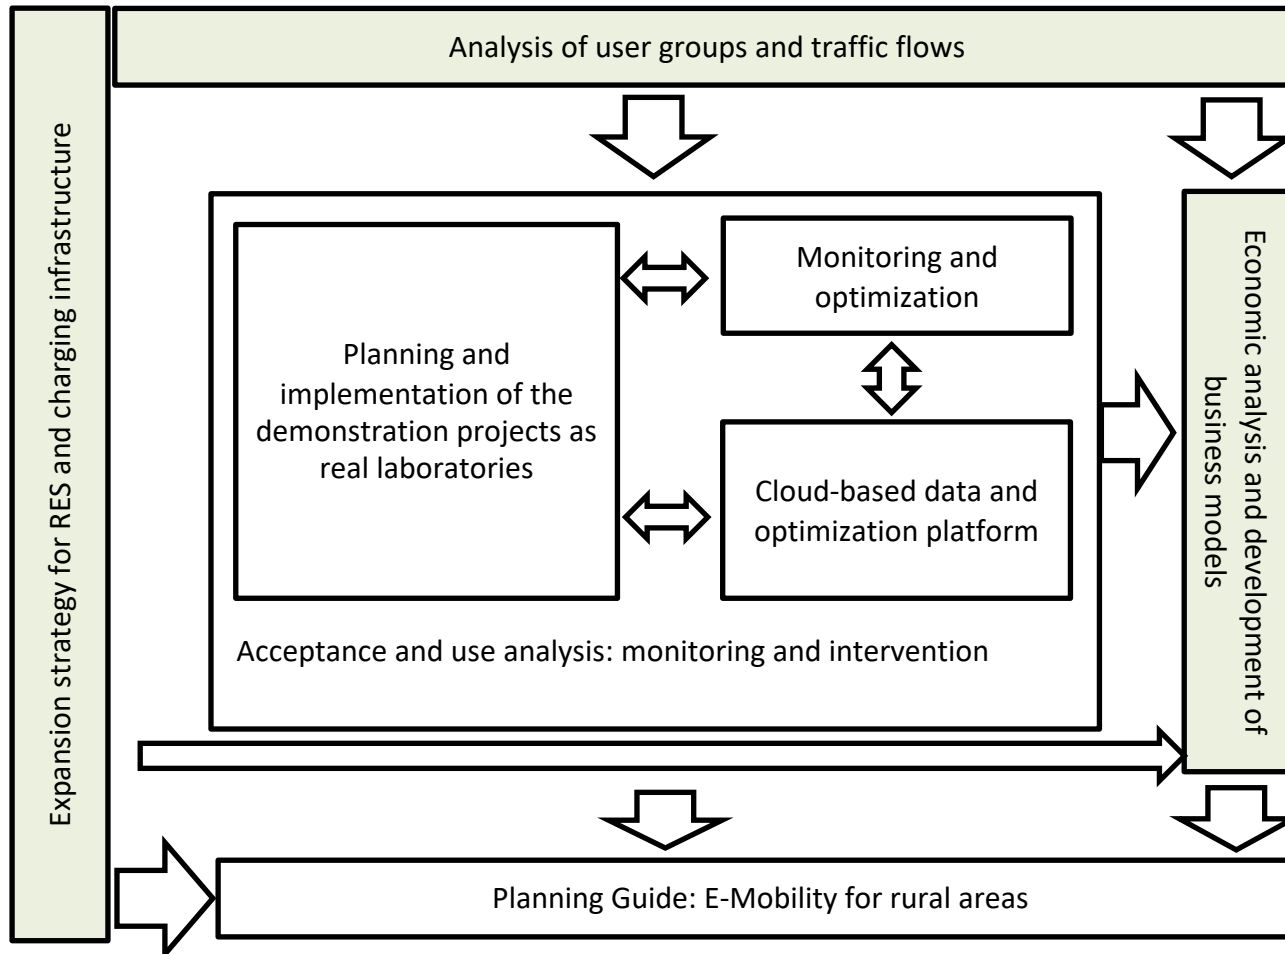 Analysis of user groups and traffic flows
Expansion strategy for RES and charging infrastructure
Planning and
implementation of the
demonstration projects as
real laboratories
Monitoring and
optimization
Cloud-based data and
optimization platform
Acceptance and use analysis: monitoring and intervention
Economic analysis and development of
business models
Planning Guide: E-Mobility for rural areas